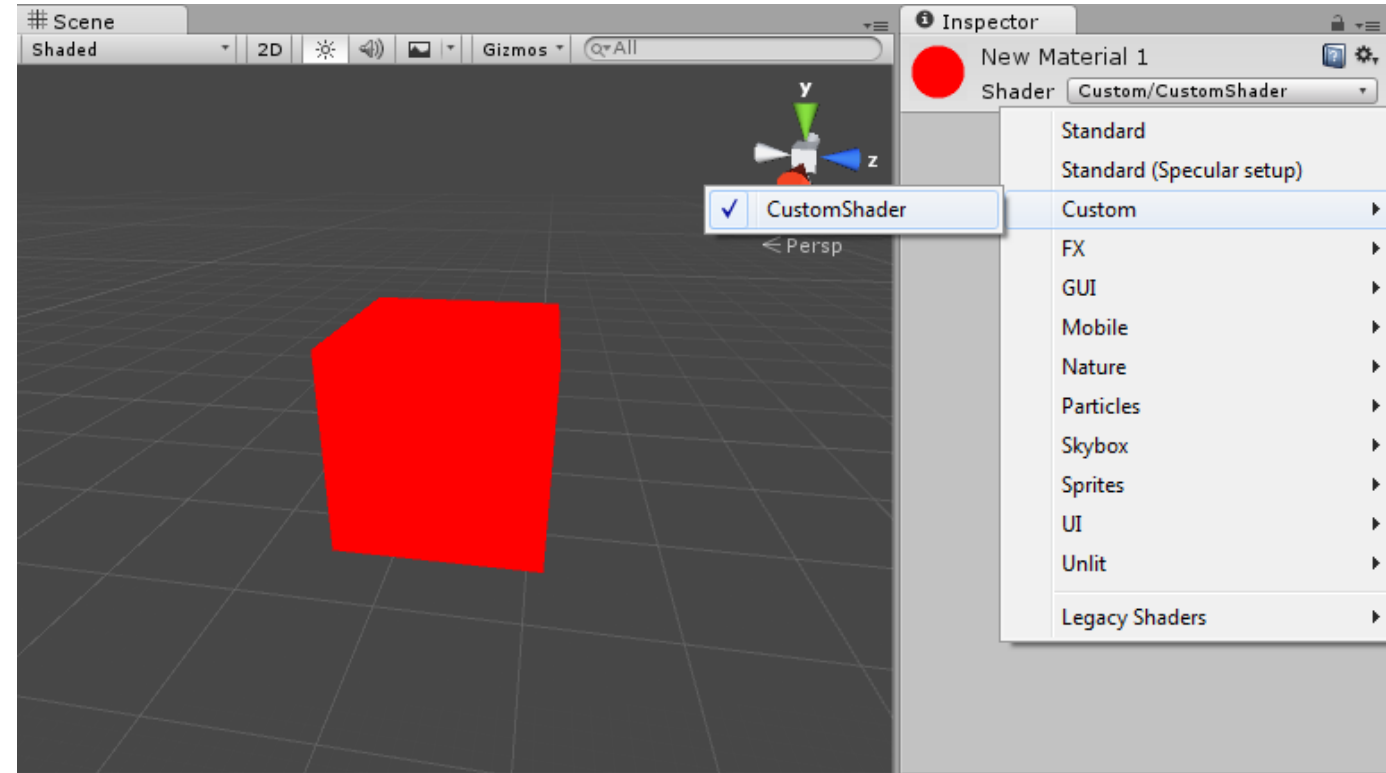 Scene
Shaded 2D Gizmos All
y
z
Persp
Inspector
New Material 1
Shader Custom/CustomShader
Standard
Standard (Specular setup)
Custom
CustomShader
FX
GUI
Mobile
Nature
Particles
Skybox
Sprites
UI
Unlit
Legacy Shaders